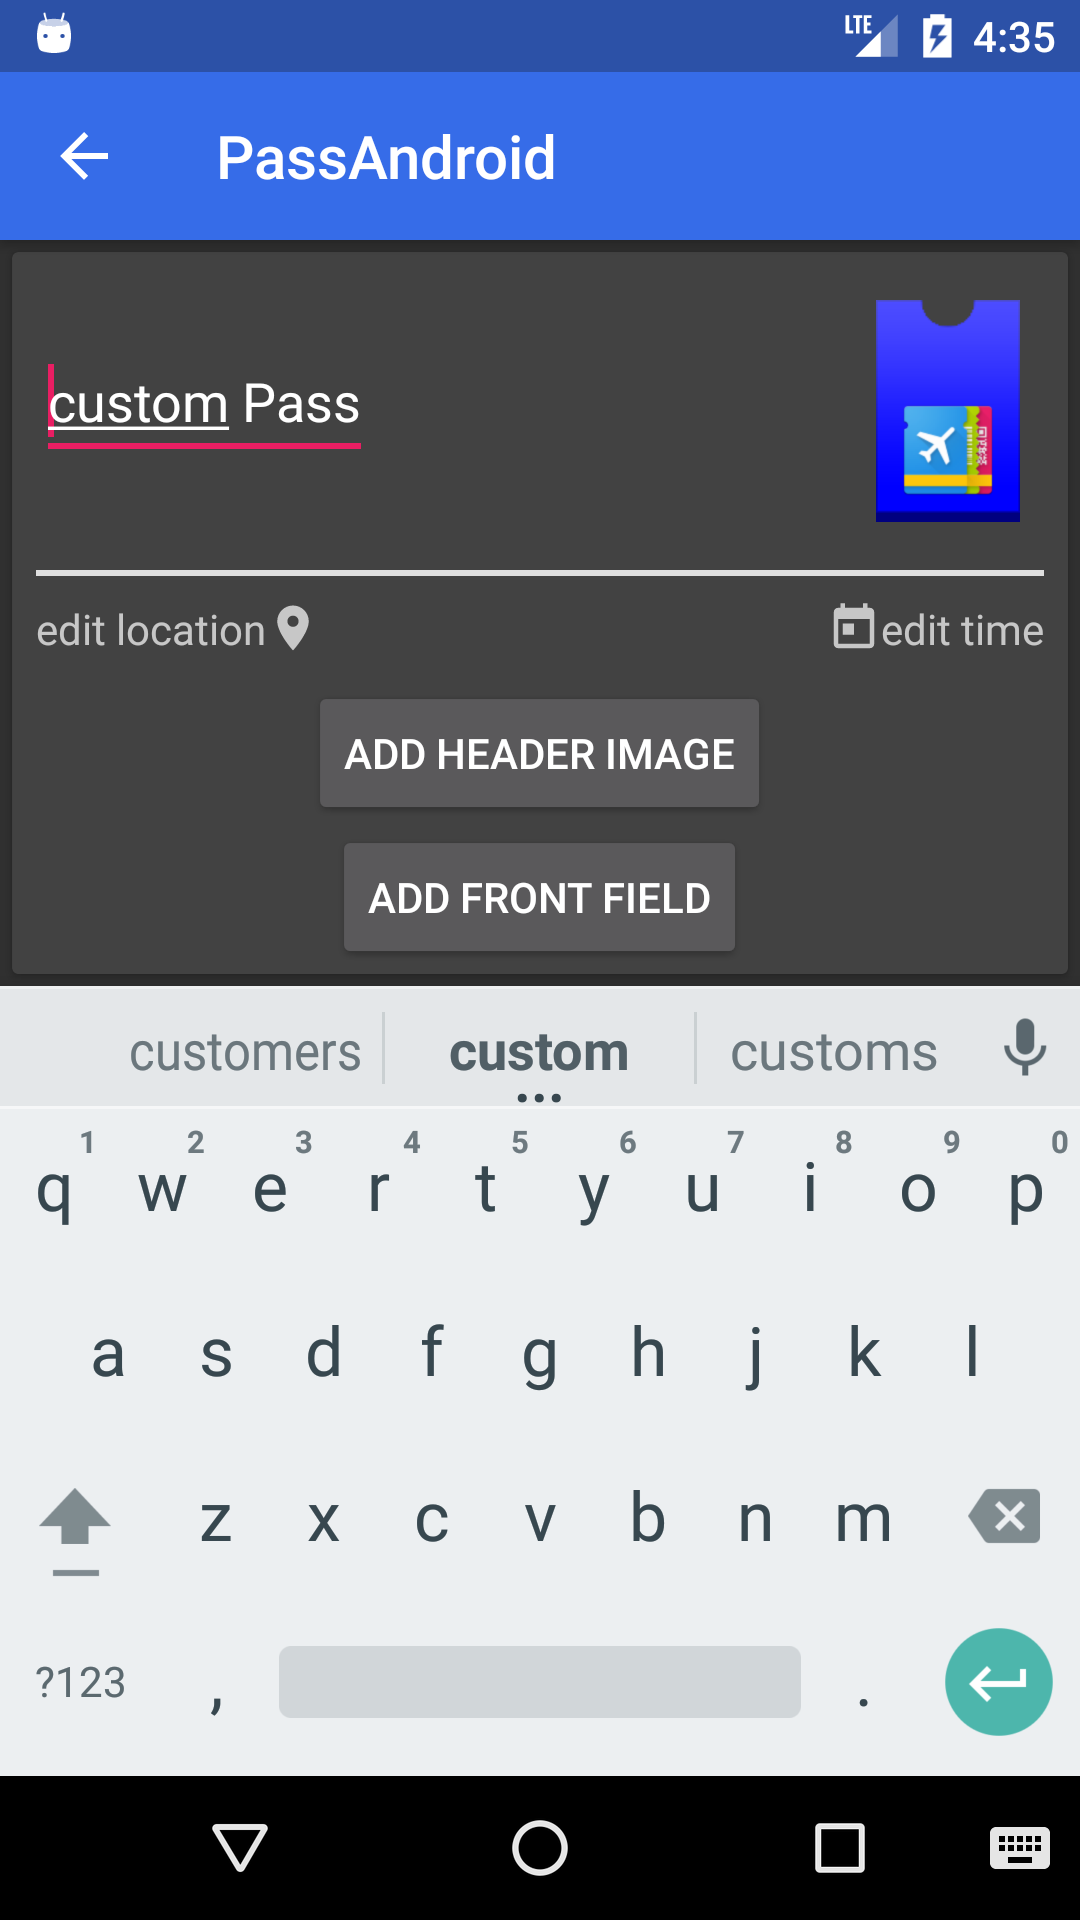 LTE 4:35
PassAndroid
custom Pass
edit location edit time
ADD HEADER IMAGE
ADD FRONT FIELD
customers custom customs
1 2 3 4 5 6 7 8 9 0
q w e r t y u i o p
a s d f g h j k l
z x c v b n m
?123 , .